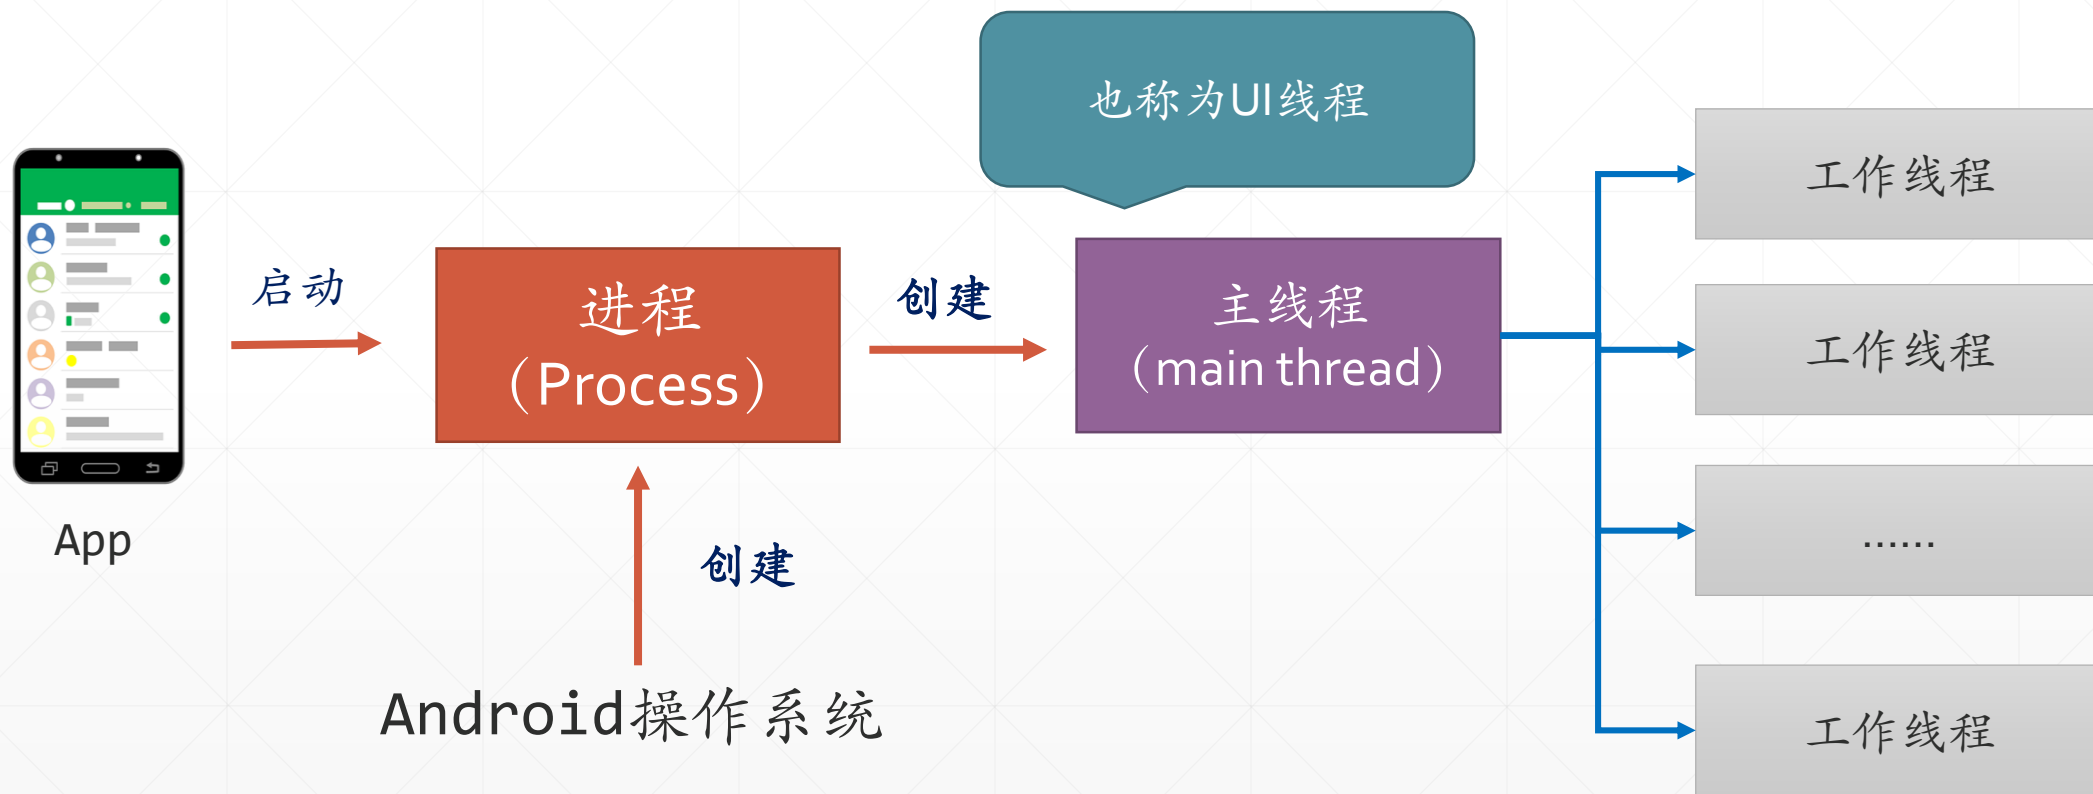 App
启动
进程
（Process）
创建
Android操作系统
创建
也称为UI线程
主线程
（main thread）
工作线程
工作线程
......
工作线程